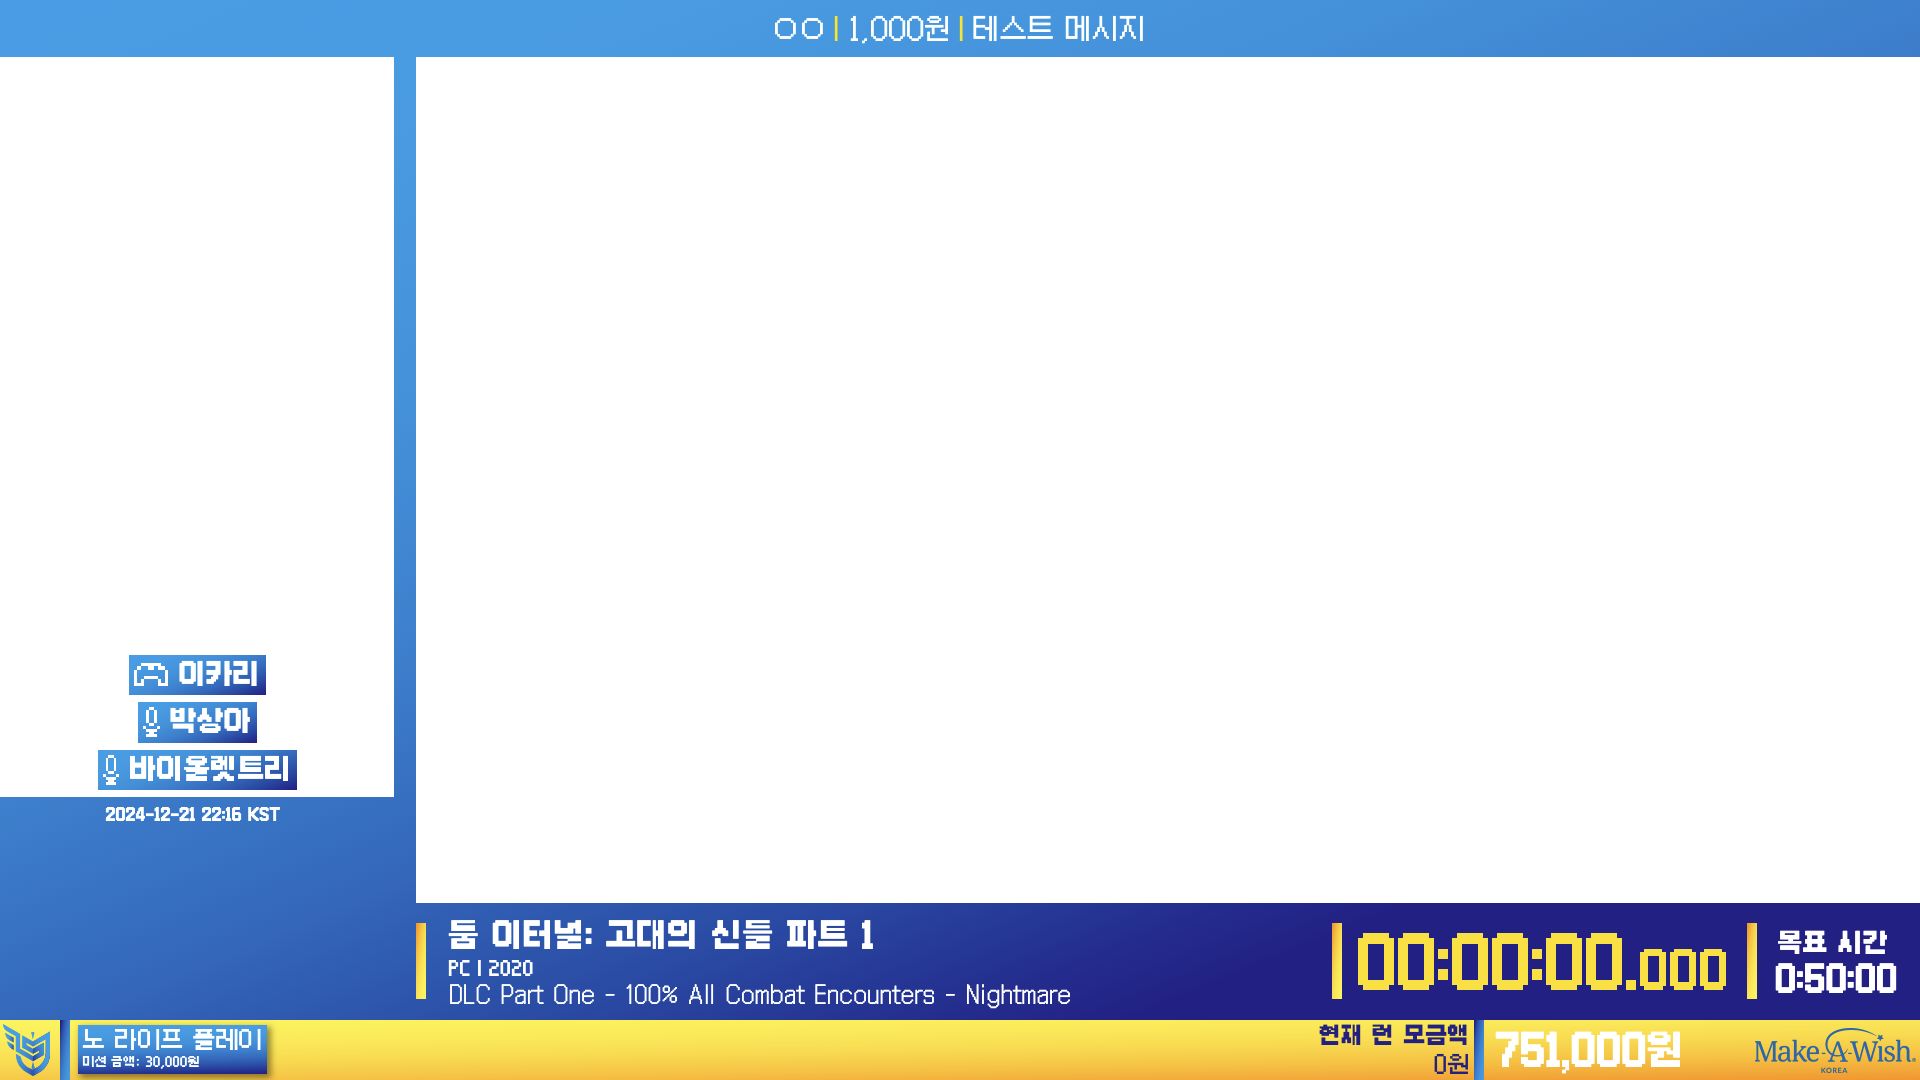 ㅇㅇ | 1,000원 | 테스트 메시지
이카리
박상아
바이올렛트리
2024-12-21 22:16 KST
둠 이터널: 고대의 신들 파트 1
PC | 2020
DLC Part One - 100% All Combat Encounters - Nightmare
00:00:00.000
목표 시간
0:50:00
노 라이프 플레이
미션 금액: 30,000원
현재 런 모금액
0원
751,000원
Make-A-Wish®
KOREA